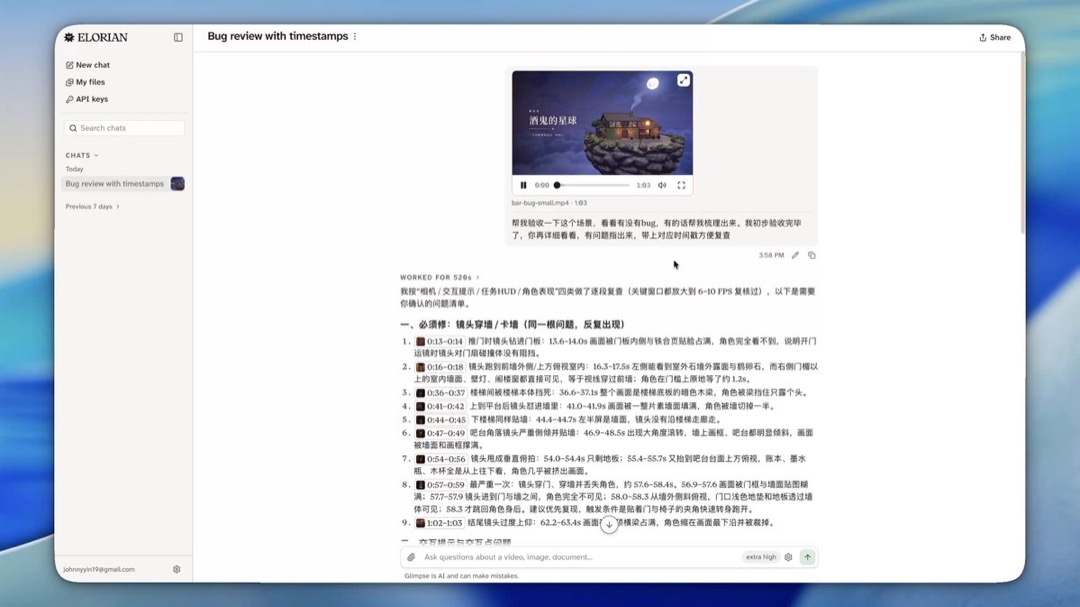 ELORIAN
Bug review with timestamps
Share
New chat
My files
API keys
Search chats
CHATS
Today
Bug review with timestamps
Previous 7 days
酒鬼的星球
0:00
1:03
bar-bug-small.mp4 · 1:03
帮我验收一下这个场景，看看有没有bug，有的话帮我梳理出来。我初步验收完毕
了，你再详细看看，有问题指出来，带上对应时间戳方便复查
3:58 PM
WORKED FOR 520s
我按“相机 / 交互提示 / 任务HUD / 角色表现”四类做了逐段复查（关键窗口都放大到 6–10 FPS 复核过），以下是需要
你确认的问题清单。
一、必须修：镜头穿墙 / 卡墙（同一根问题，反复出现）
1. 0:13–0:14 推门时镜头钻进门板：13.6–14.0s 画面被门板内侧与铁合页贴脸占满，角色完全看不到，说明开门
运镜时镜头对门扇碰撞体没有阻挡。
2. 0:16–0:18 镜头跑到前墙外侧/上方俯视室内：16.3–17.5s 左侧能看到室外石墙外露面与鹅卵石，而右侧门楣以
上的室内墙面、壁灯、阁楼窗都直接可见，等于视线穿过前墙；角色在门槛上原地等了约 1.2s。
3. 0:36–0:37 楼梯间被楼梯本体挡死：36.6–37.1s 整个画面是楼梯底板的暗色木梁，角色被梁挡住只露个头。
4. 0:41–0:42 上到平台后镜头怼进墙里：41.0–41.9s 画面被一整片素墙面填满，角色被墙切掉一半。
5. 0:44–0:45 下楼梯同样贴墙：44.4–44.7s 左半屏是墙面，镜头没有沿楼梯走廊走。
6. 0:47–0:49 吧台角落镜头严重侧倾并贴墙：46.9–48.5s 出现大角度滚转，墙上画框、吧台都明显倾斜，画面
被墙面和画框撑满。
7. 0:54–0:56 镜头甩成垂直俯拍：54.0–54.4s 只剩地板；55.4–55.7s 又抬到吧台台面上方俯视，账本、墨水
瓶、木杯全是从上往下看，角色几乎被挤出画面。
8. 0:57–0:59 最严重一次：镜头穿门、穿墙并丢失角色，约 57.6–58.4s。56.9–57.6 画面被门框与墙面贴图糊
满；57.7–57.9 镜头进到门与墙之间，角色完全不可见；58.0–58.3 从墙外侧斜俯视，门口浅色地垫和地板透过墙
体可见；58.3 才跳回角色身后。建议优先复现，触发条件是贴着门与椅子的夹角快速转身跑开。
9. 1:02–1:03 结尾镜头过度上仰：62.2–63.4s 画面横梁占满，角色缩在画面最下沿并被裁掉。
二、交互提示与交互点问题
Ask questions about a video, image, document...
extra high
johnnyyin19@gmail.com
Glimpse is AI and can make mistakes.